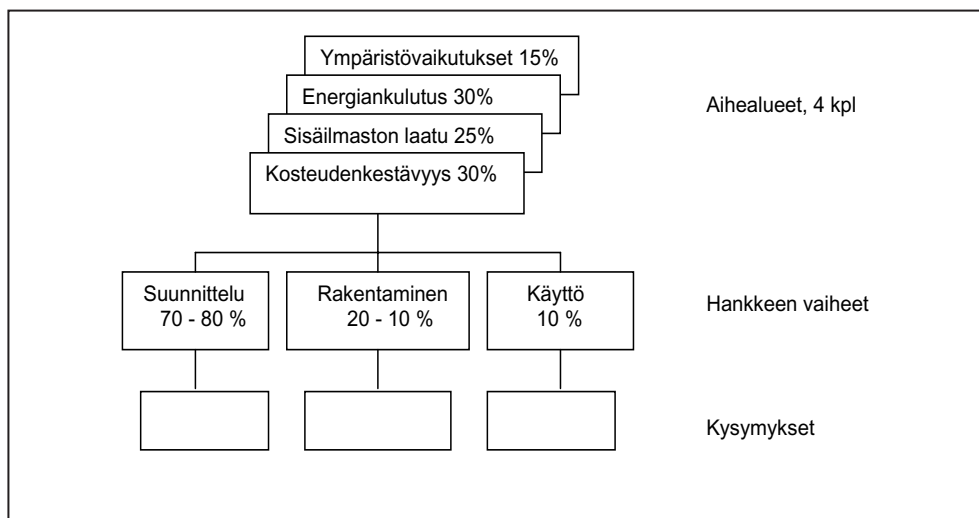 Ympäristövaikutukset 15%
Energiankulutus 30%
Sisäilmaston laatu 25%
Kosteudenkestävyys 30%
Aihealueet, 4 kpl
Suunnittelu
70 - 80 %
Rakentaminen
20 - 10 %
Käyttö
10 %
Hankkeen vaiheet
Kysymykset